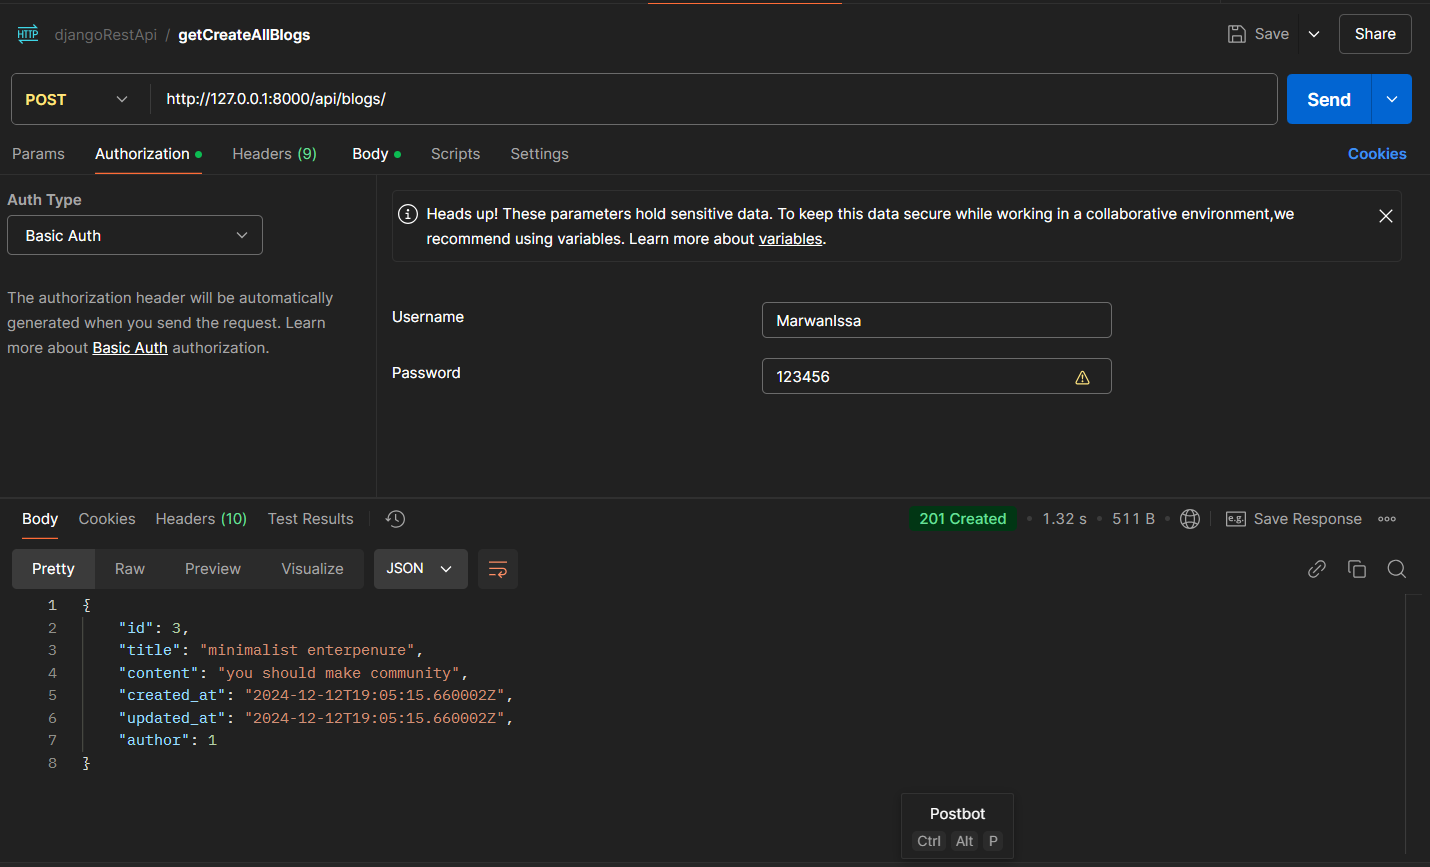 HTTP djangoRestApi / getCreateAllBlogs Save Share
POST http://127.0.0.1:8000/api/blogs/ Send
Params Authorization Headers (9) Body Scripts Settings Cookies
Auth Type
Basic Auth
The authorization header will be automatically
generated when you send the request. Learn
more about Basic Auth authorization.
Heads up! These parameters hold sensitive data. To keep this data secure while working in a collaborative environment,we
recommend using variables. Learn more about variables.
Username MarwanIssa
Password 123456
Body Cookies Headers (10) Test Results 201 Created 1.32 s 511 B e.g. Save Response
Pretty Raw Preview Visualize JSON
1 {
2 "id": 3,
3 "title": "minimalist enterpenure",
4 "content": "you should make community",
5 "created_at": "2024-12-12T19:05:15.660002Z",
6 "updated_at": "2024-12-12T19:05:15.660002Z",
7 "author": 1
8 }
Postbot
Ctrl Alt P